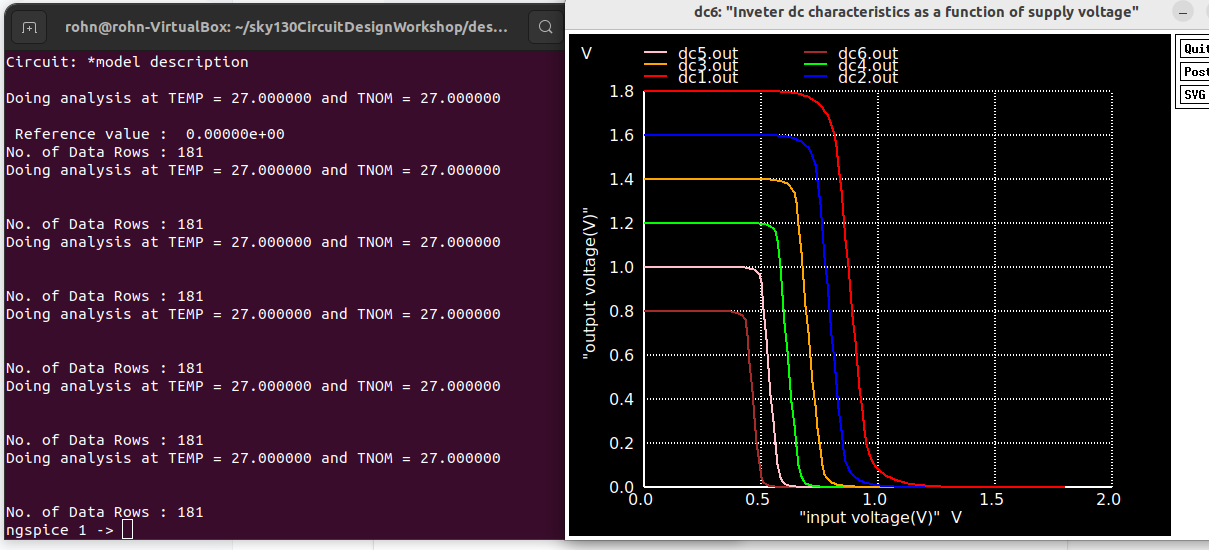 rohn@rohn-VirtualBox: ~/sky130CircuitDesignWorkshop/des...
Circuit: *model description
Doing analysis at TEMP = 27.000000 and TNOM = 27.000000
Reference value :  0.00000e+00
No. of Data Rows : 181
Doing analysis at TEMP = 27.000000 and TNOM = 27.000000
No. of Data Rows : 181
Doing analysis at TEMP = 27.000000 and TNOM = 27.000000
No. of Data Rows : 181
Doing analysis at TEMP = 27.000000 and TNOM = 27.000000
No. of Data Rows : 181
Doing analysis at TEMP = 27.000000 and TNOM = 27.000000
No. of Data Rows : 181
Doing analysis at TEMP = 27.000000 and TNOM = 27.000000
No. of Data Rows : 181
ngspice 1 ->
dc6: "Inveter dc characteristics as a function of supply voltage"
Quit
Post
SVG
V
dc5.out
dc6.out
dc3.out
dc4.out
dc1.out
dc2.out
1.8
1.6
1.4
1.2
1.0
0.8
0.6
0.4
0.2
0.0
"output voltage(V)"
0.0 0.5 1.0 1.5 2.0
"input voltage(V)"  V